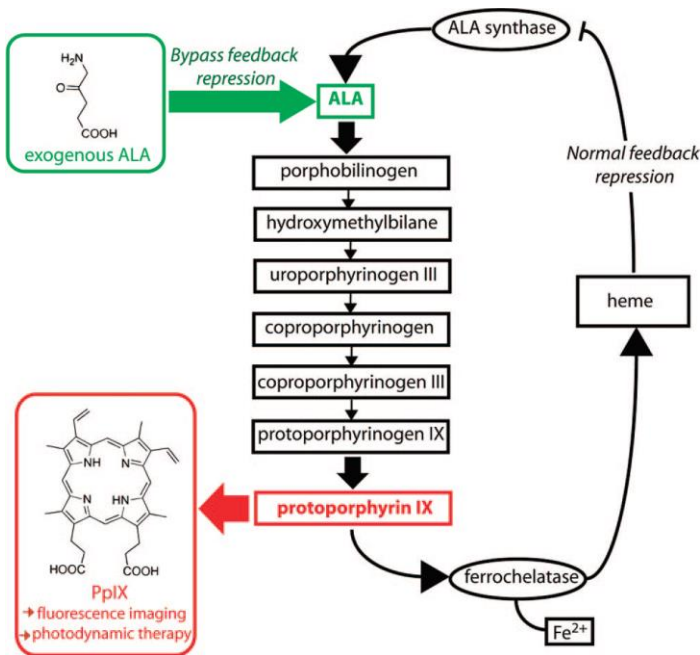 ALA synthase
H₂N
O
COOH
exogenous ALA
Bypass feedback
repression
ALA
porphobilinogen
hydroxymethylbilane
uroporphyrinogen III
coproporphyrinogen
coproporphyrinogen III
protoporphyrinogen IX
protoporphyrin IX
Normal feedback
repression
heme
ferrochelatase
Fe²⁺
NH N
N HN
HOOC COOH
PpIX
fluorescence imaging
photodynamic therapy